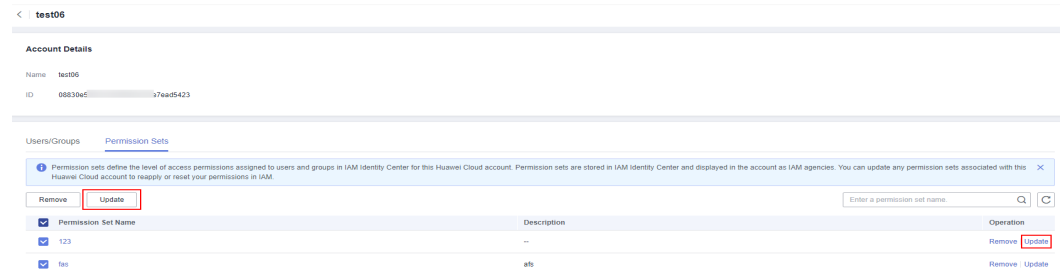 < test06
Account Details
Name test06
ID 08830e5 e7ead5423
Users/Groups Permission Sets
Permission sets define the level of access permissions assigned to users and groups in IAM Identity Center for this Huawei Cloud account. Permission sets are stored in IAM Identity Center and displayed in the account as IAM agencies. You can update any permission sets associated with this
Huawei Cloud account to reapply or reset your permissions in IAM.
Remove Update Enter a permission set name.
Permission Set Name Description Operation
123 -- Remove Update
fas afs Remove Update